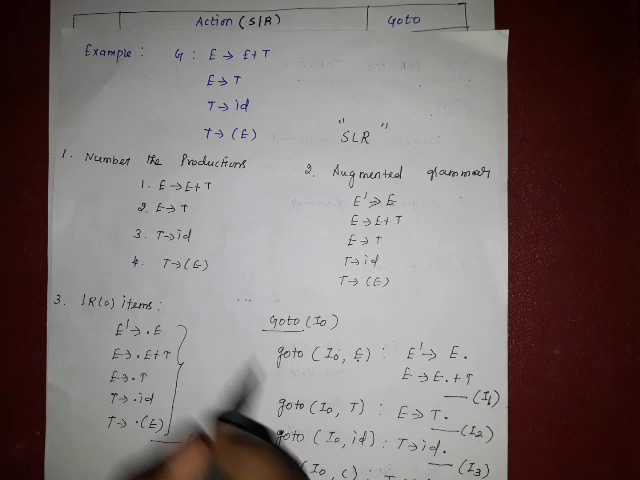 Action (S|R) Goto
Example : G : E → E+T
E → T
T → id
T → (E)
" SLR "
1. Number the Productions
1. E → E+T
2. E → T
3. T → id
4. T → (E)
2. Augmented grammar
E' → E
E → E+T
E → T
T → id
T → (E)
3. LR(0) items :
E' → .E
E → .E+T
E → .T
T → .id
T → .(E)
Goto (I0)
goto (I0, E) : E' → E.
E → E.+T
(I1)
goto (I0, T) : E → T.
(I2)
goto (I0, id) : T → id.
(I3)
(I0, ( ) :